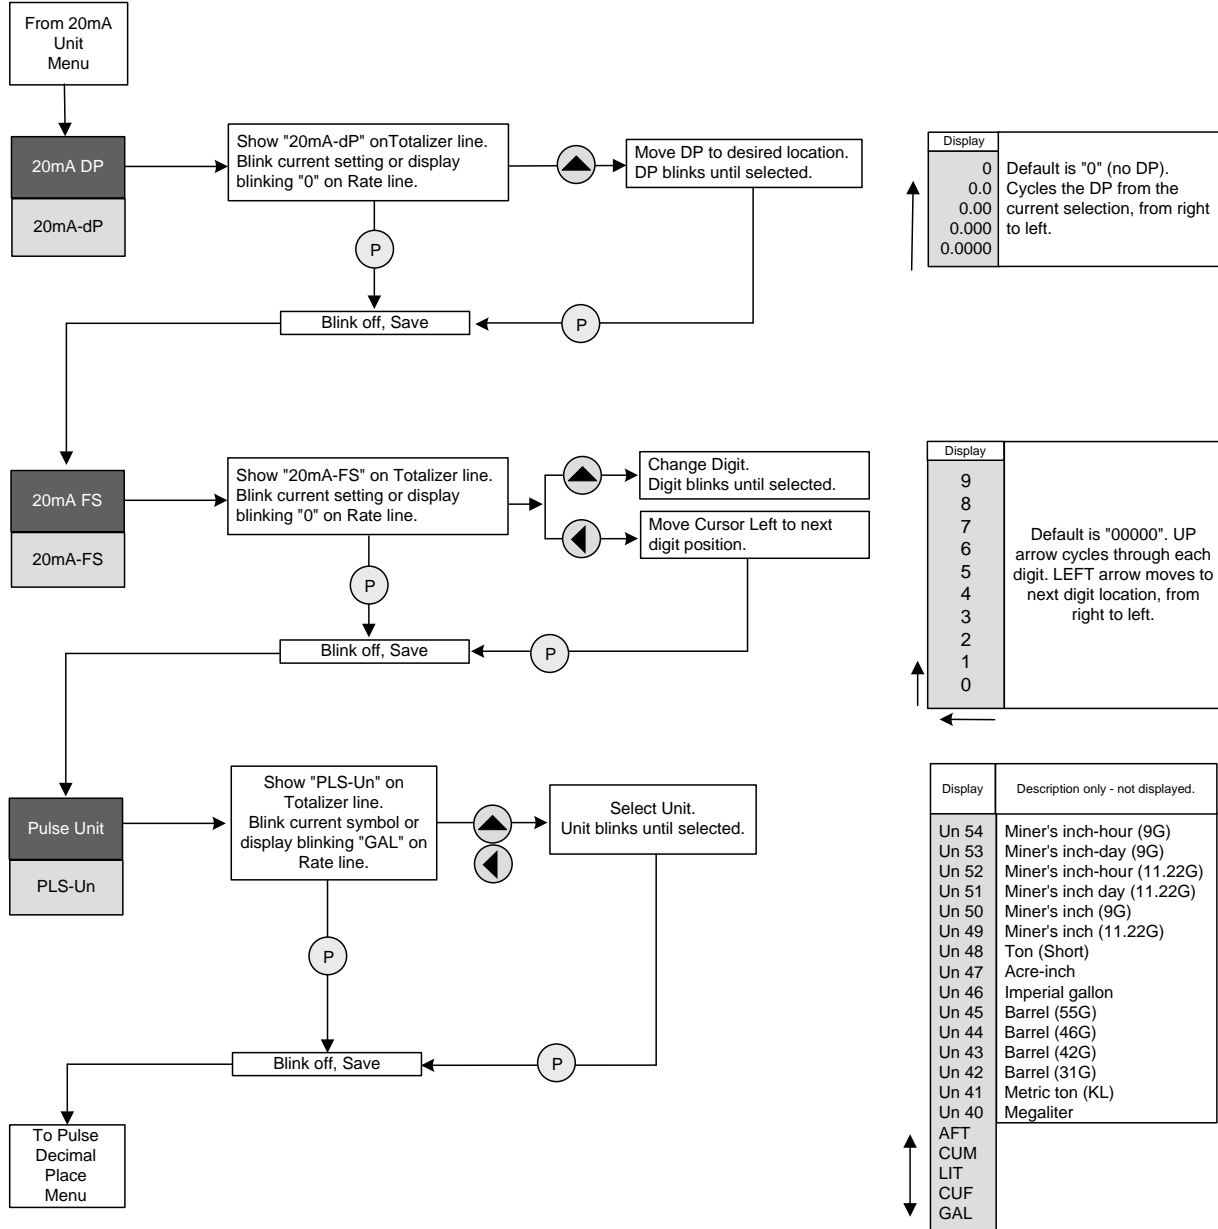 From 20mA
Unit
Menu
20mA DP
20mA-dP
Show "20mA-dP" onTotalizer line.
Blink current setting or display
blinking "0" on Rate line.
Move DP to desired location.
DP blinks until selected.
P
Blink off, Save
P
Display
0
0.0
0.00
0.000
0.0000
Default is "0" (no DP).
Cycles the DP from the
current selection, from right
to left.
20mA FS
20mA-FS
Show "20mA-FS" on Totalizer line.
Blink current setting or display
blinking "0" on Rate line.
Change Digit.
Digit blinks until selected.
Move Cursor Left to next
digit position.
P
Blink off, Save
P
Display
9
8
7
6
5
4
3
2
1
0
Default is "00000". UP
arrow cycles through each
digit. LEFT arrow moves to
next digit location, from
right to left.
Pulse Unit
PLS-Un
Show "PLS-Un" on
Totalizer line.
Blink current symbol or
display blinking "GAL" on
Rate line.
Select Unit.
Unit blinks until selected.
P
Blink off, Save
P
To Pulse
Decimal
Place
Menu
Display Description only - not displayed.
Un 54 Miner's inch-hour (9G)
Un 53 Miner's inch-day (9G)
Un 52 Miner's inch-hour (11.22G)
Un 51 Miner's inch day (11.22G)
Un 50 Miner's inch (9G)
Un 49 Miner's inch (11.22G)
Un 48 Ton (Short)
Un 47 Acre-inch
Un 46 Imperial gallon
Un 45 Barrel (55G)
Un 44 Barrel (46G)
Un 43 Barrel (42G)
Un 42 Barrel (31G)
Un 41 Metric ton (KL)
Un 40 Megaliter
AFT
CUM
LIT
CUF
GAL